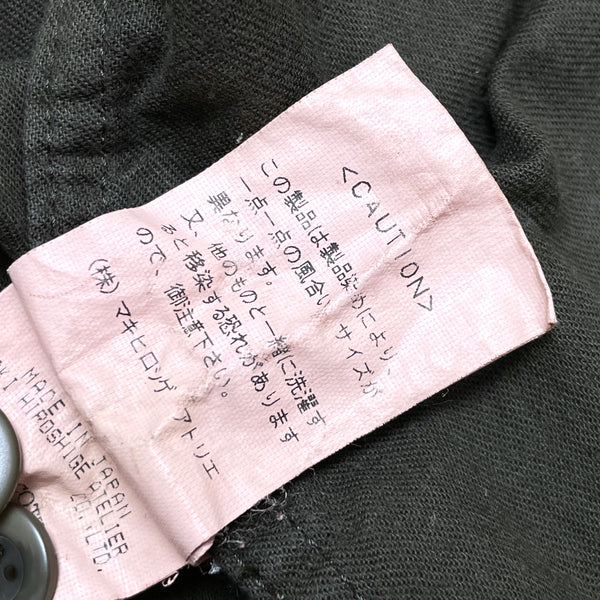 <CAUTION>
この製品は製品染めにより、
一点一点の風合い、サイズが
異なります。
又、他のものと一緒に洗濯す
ると移染する恐れがあります
ので、御注意下さい。
(株) マキヒロシゲ アトリエ
MADE IN JAPAN
HIROSHIGE ATELIER
CO., LTD.